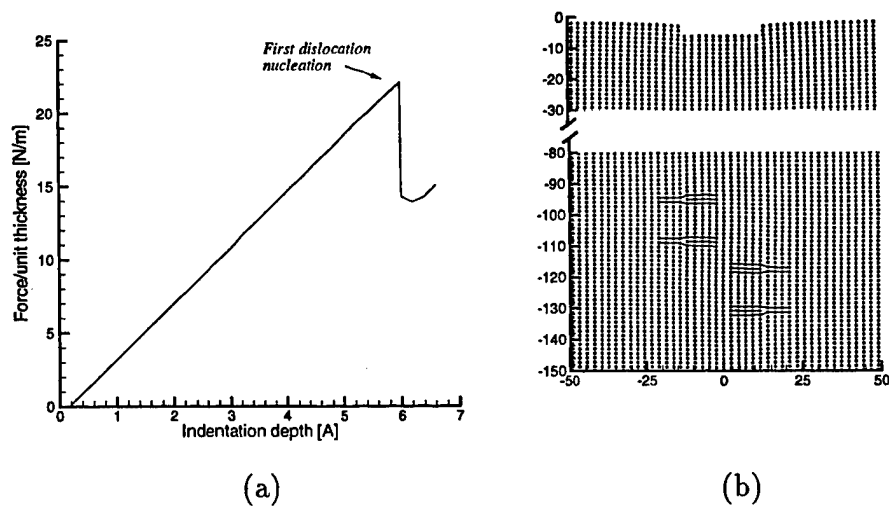 25
20
15
10
5
0
0 1 2 3 4 5 6 7
Force/unit thickness [N/m]
Indentation depth [A]
First dislocation
nucleation
(a)
0
-10
-20
-30
-80
-90
-100
-110
-120
-130
-140
-150
-50 -25 0 25 50
(b)